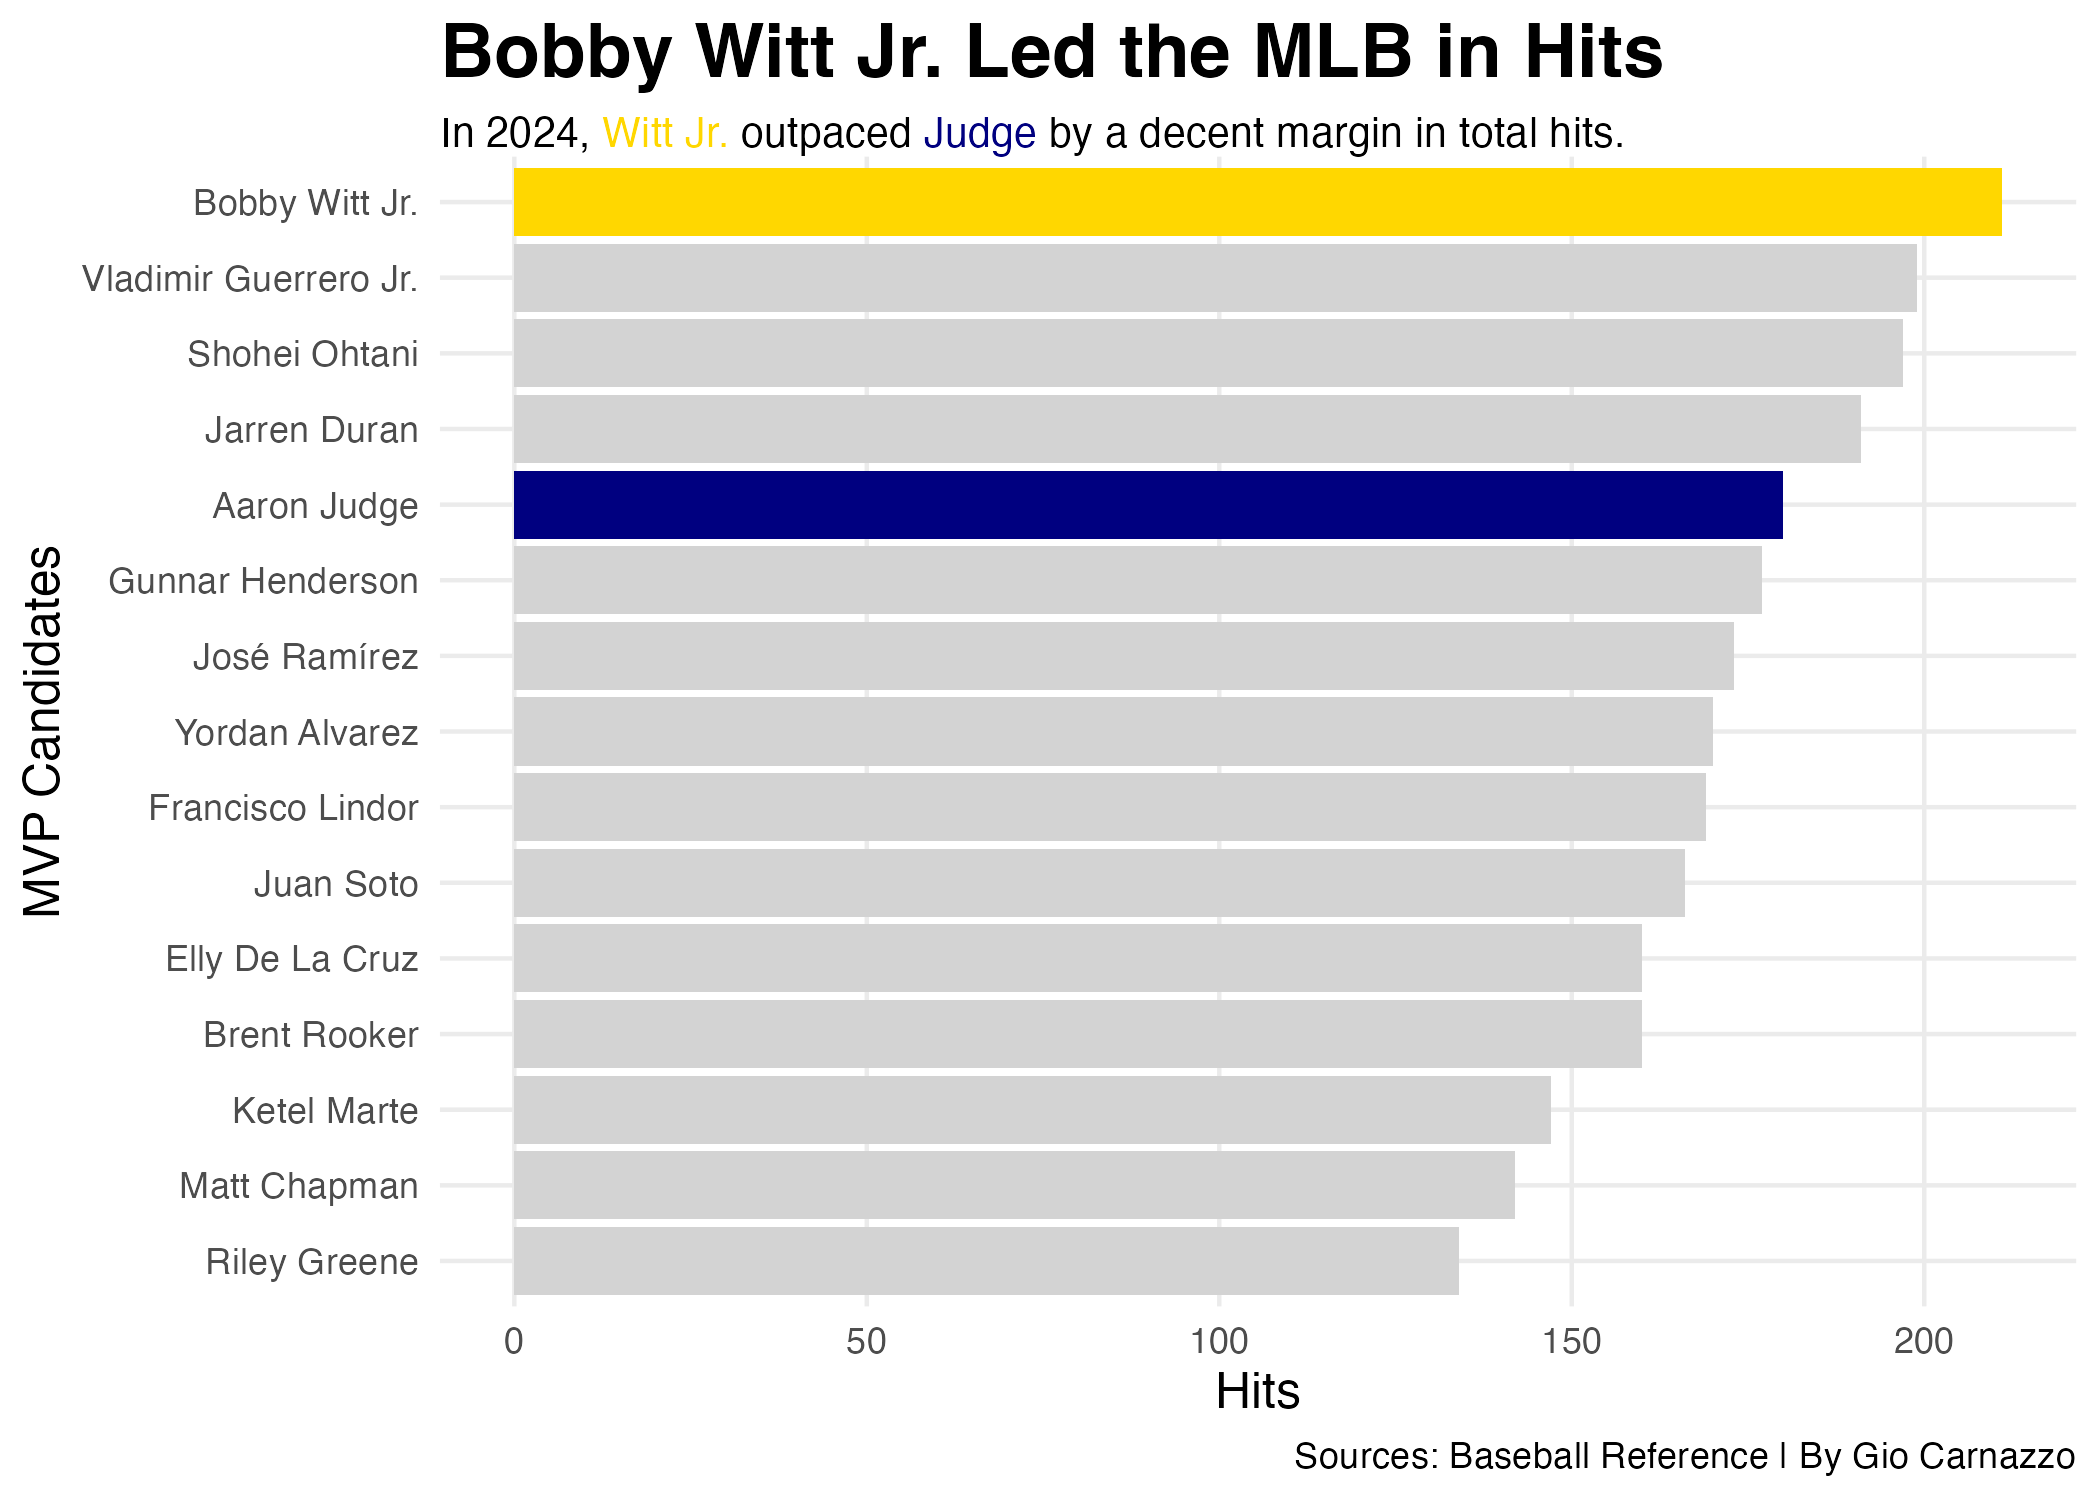 Bobby Witt Jr. Led the MLB in Hits
In 2024, Witt Jr. outpaced Judge by a decent margin in total hits.
MVP Candidates
Bobby Witt Jr.
Vladimir Guerrero Jr.
Shohei Ohtani
Jarren Duran
Aaron Judge
Gunnar Henderson
José Ramírez
Yordan Alvarez
Francisco Lindor
Juan Soto
Elly De La Cruz
Brent Rooker
Ketel Marte
Matt Chapman
Riley Greene
0 50 100 150 200
Hits
Sources: Baseball Reference | By Gio Carnazzo